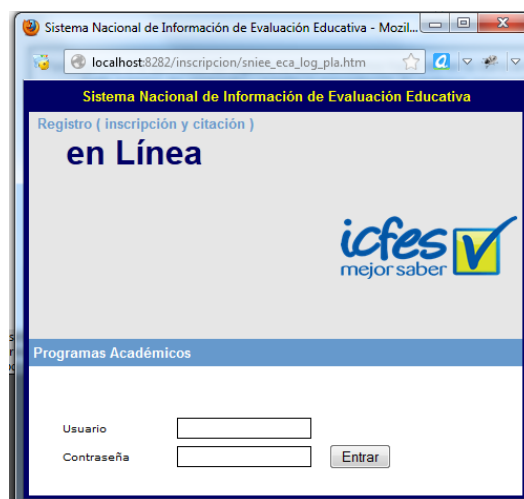 Sistema Nacional de Información de Evaluación Educativa - Mozil...
localhost:8282/inscripcion/sniee_eca_log_pla.htm
Sistema Nacional de Información de Evaluación Educativa
Registro ( inscripción y citación )
en Línea
icfes
mejor saber
Programas Académicos
Usuario
Contraseña
Entrar